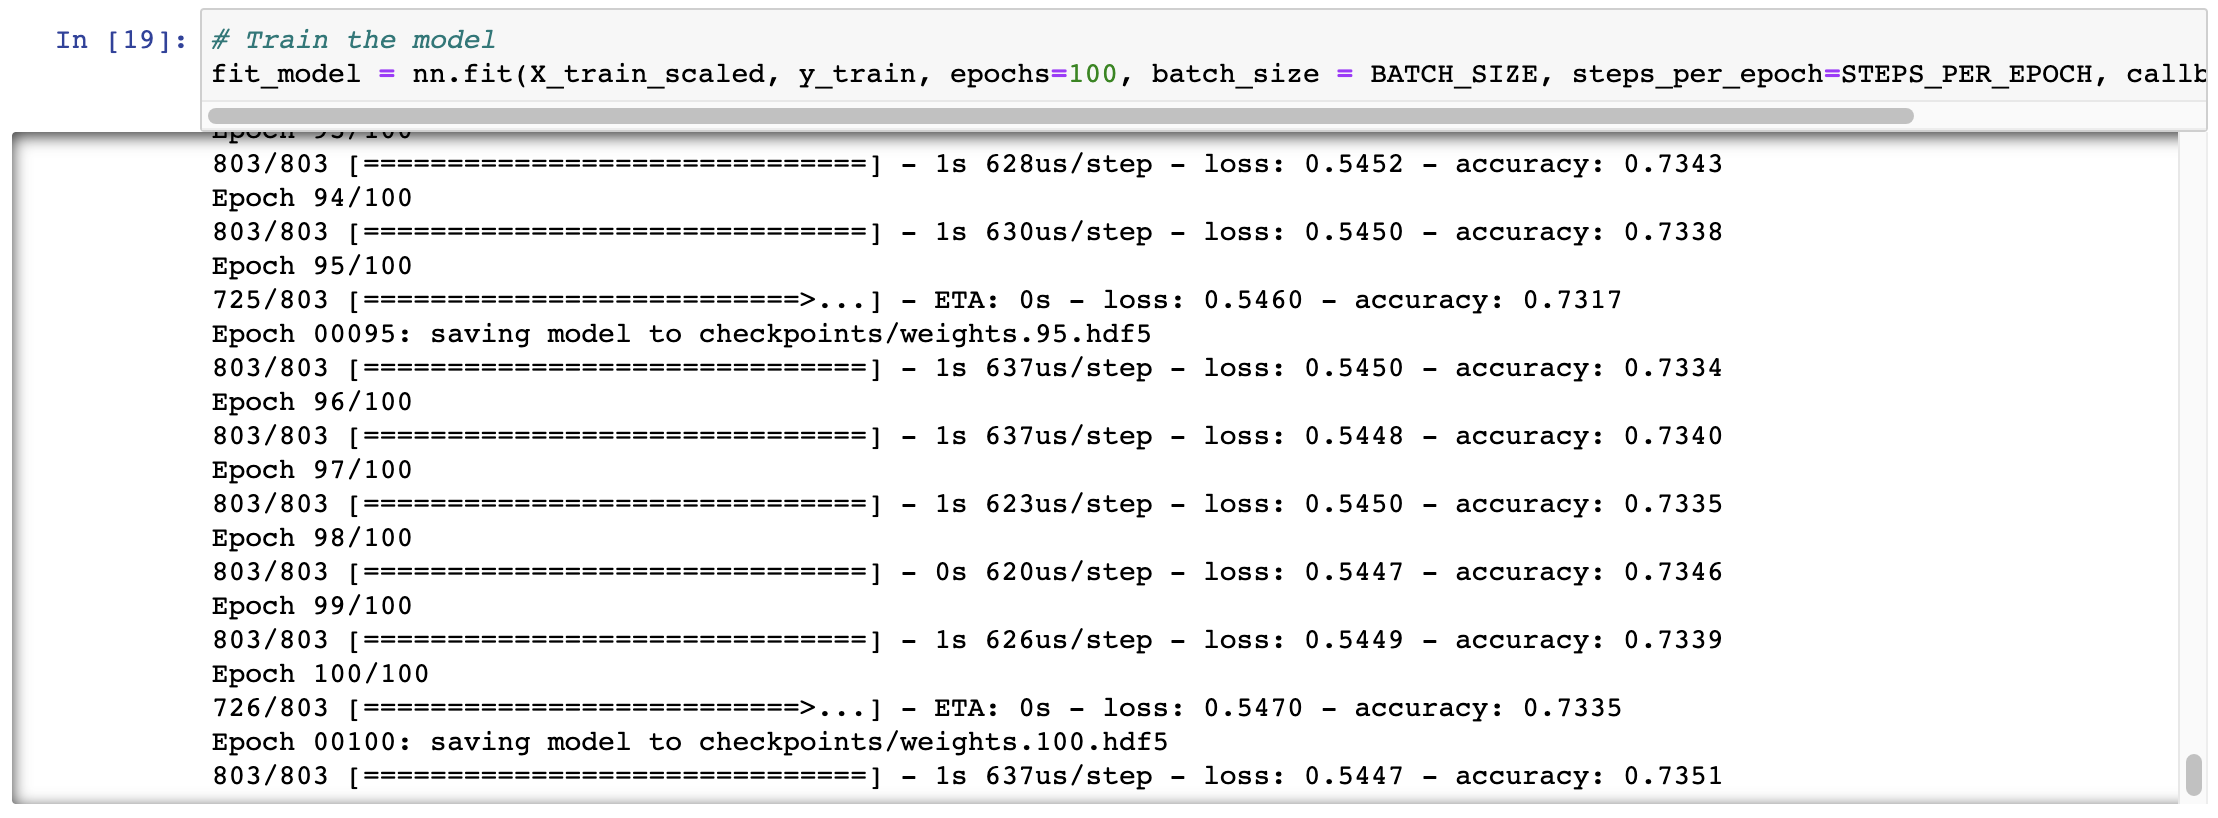 In [19]:
# Train the model
fit_model = nn.fit(X_train_scaled, y_train, epochs=100, batch_size = BATCH_SIZE, steps_per_epoch=STEPS_PER_EPOCH, callb
Epoch 93/100
803/803 [==============================] - 1s 628us/step - loss: 0.5452 - accuracy: 0.7343
Epoch 94/100
803/803 [==============================] - 1s 630us/step - loss: 0.5450 - accuracy: 0.7338
Epoch 95/100
725/803 [==========================>...] - ETA: 0s - loss: 0.5460 - accuracy: 0.7317
Epoch 00095: saving model to checkpoints/weights.95.hdf5
803/803 [==============================] - 1s 637us/step - loss: 0.5450 - accuracy: 0.7334
Epoch 96/100
803/803 [==============================] - 1s 637us/step - loss: 0.5448 - accuracy: 0.7340
Epoch 97/100
803/803 [==============================] - 1s 623us/step - loss: 0.5450 - accuracy: 0.7335
Epoch 98/100
803/803 [==============================] - 0s 620us/step - loss: 0.5447 - accuracy: 0.7346
Epoch 99/100
803/803 [==============================] - 1s 626us/step - loss: 0.5449 - accuracy: 0.7339
Epoch 100/100
726/803 [==========================>...] - ETA: 0s - loss: 0.5470 - accuracy: 0.7335
Epoch 00100: saving model to checkpoints/weights.100.hdf5
803/803 [==============================] - 1s 637us/step - loss: 0.5447 - accuracy: 0.7351